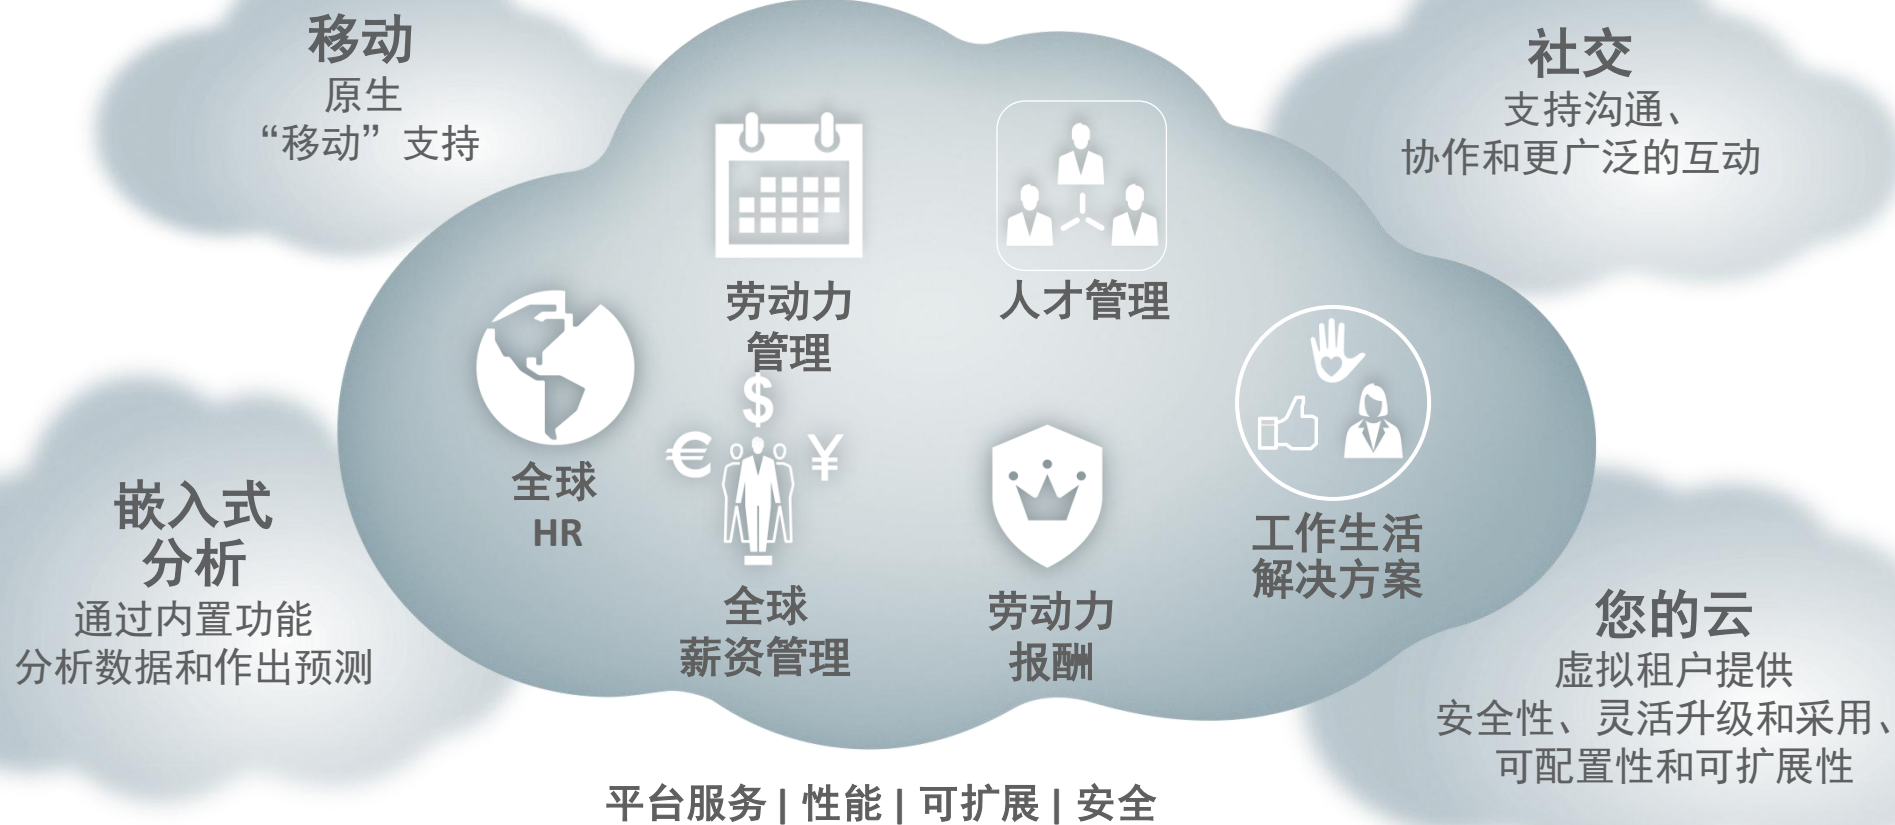 移动
原生
“移动”支持
社交
支持沟通、
协作和更广泛的互动
劳动力
管理
人才管理
全球
HR
$
€
¥
全球
薪资管理
劳动力
报酬
工作生活
解决方案
嵌入式
分析
通过内置功能
分析数据和作出预测
您的云
虚拟租户提供
安全性、灵活升级和采用、
可配置性和可扩展性
平台服务 | 性能 | 可扩展 | 安全